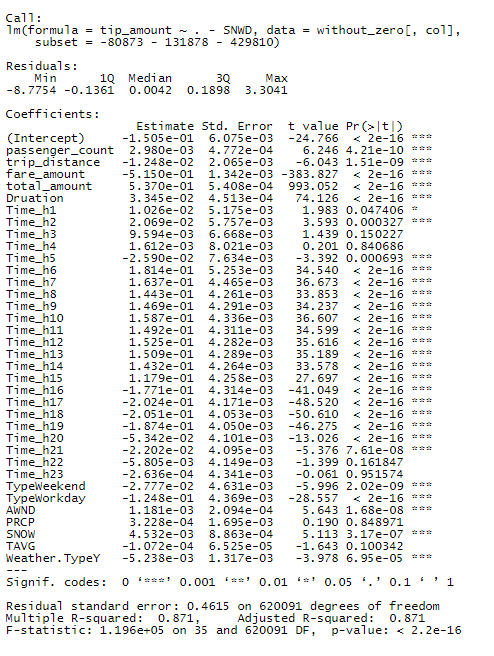 Call:
lm(formula = tip_amount ~ . - SNWD, data = without_zero[, col],
    subset = -80873 - 131878 - 429810)
Residuals:
    Min      1Q  Median      3Q     Max
-8.7754 -0.1361  0.0042  0.1898  3.3041
Coefficients:
                  Estimate Std. Error  t value Pr(>|t|)
(Intercept)     -1.505e-01  6.075e-03  -24.766  < 2e-16 ***
passenger_count  2.980e-03  4.772e-04    6.246 4.21e-10 ***
trip_distance   -1.248e-02  2.065e-03   -6.043 1.51e-09 ***
fare_amount     -5.150e-01  1.342e-03 -383.827  < 2e-16 ***
total_amount     5.370e-01  5.408e-04  993.052  < 2e-16 ***
Druation         3.345e-02  4.513e-04   74.126  < 2e-16 ***
Time_h1          1.026e-02  5.175e-03    1.983 0.047406 *
Time_h2          2.069e-02  5.757e-03    3.593 0.000327 ***
Time_h3          9.594e-03  6.668e-03    1.439 0.150227
Time_h4          1.612e-03  8.021e-03    0.201 0.840686
Time_h5         -2.590e-02  7.634e-03   -3.392 0.000693 ***
Time_h6          1.814e-01  5.253e-03   34.540  < 2e-16 ***
Time_h7          1.637e-01  4.465e-03   36.673  < 2e-16 ***
Time_h8          1.443e-01  4.261e-03   33.853  < 2e-16 ***
Time_h9          1.469e-01  4.291e-03   34.237  < 2e-16 ***
Time_h10         1.587e-01  4.336e-03   36.607  < 2e-16 ***
Time_h11         1.492e-01  4.311e-03   34.599  < 2e-16 ***
Time_h12         1.525e-01  4.282e-03   35.616  < 2e-16 ***
Time_h13         1.509e-01  4.289e-03   35.189  < 2e-16 ***
Time_h14         1.432e-01  4.264e-03   33.578  < 2e-16 ***
Time_h15         1.179e-01  4.258e-03   27.697  < 2e-16 ***
Time_h16        -1.771e-01  4.314e-03  -41.049  < 2e-16 ***
Time_h17        -2.024e-01  4.171e-03  -48.520  < 2e-16 ***
Time_h18        -2.051e-01  4.053e-03  -50.610  < 2e-16 ***
Time_h19        -1.874e-01  4.050e-03  -46.275  < 2e-16 ***
Time_h20        -5.342e-02  4.101e-03  -13.026  < 2e-16 ***
Time_h21        -2.202e-02  4.095e-03   -5.376 7.61e-08 ***
Time_h22        -5.805e-03  4.149e-03   -1.399 0.161847
Time_h23        -2.636e-04  4.341e-03   -0.061 0.951574
TypeWeekend     -2.777e-02  4.631e-03   -5.996 2.02e-09 ***
TypeWorkday     -1.248e-01  4.369e-03  -28.557  < 2e-16 ***
AWND             1.181e-03  2.094e-04    5.643 1.68e-08 ***
PRCP             3.228e-04  1.695e-03    0.190 0.848971
SNOW             4.532e-03  8.863e-04    5.113 3.17e-07 ***
TAVG            -1.072e-04  6.525e-05   -1.643 0.100342
Weather.TypeY   -5.238e-03  1.317e-03   -3.978 6.95e-05 ***
---
Signif. codes:  0 ‘***’ 0.001 ‘**’ 0.01 ‘*’ 0.05 ‘.’ 0.1 ‘ ’ 1
Residual standard error: 0.4615 on 620091 degrees of freedom
Multiple R-squared:  0.871,     Adjusted R-squared:  0.871
F-statistic: 1.196e+05 on 35 and 620091 DF,  p-value: < 2.2e-16